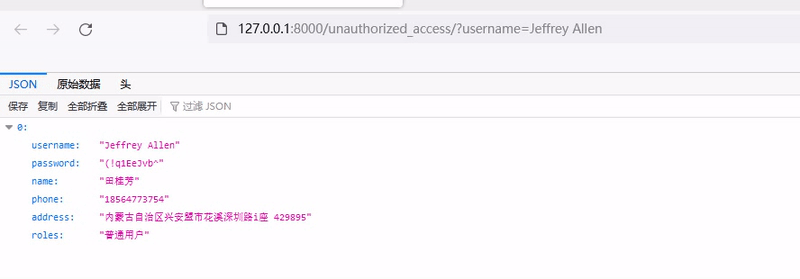 127.0.0.1:8000/unauthorized_access/?username=Jeffrey Allen
JSON 原始数据 头
保存 复制 全部折叠 全部展开 过滤 JSON
0:
username: "Jeffrey Allen"
password: "(!q1EeJvb^"
name: "田桂芳"
phone: "18564773754"
address: "内蒙古自治区兴安盟市花溪深圳路i座 429895"
roles: "普通用户"